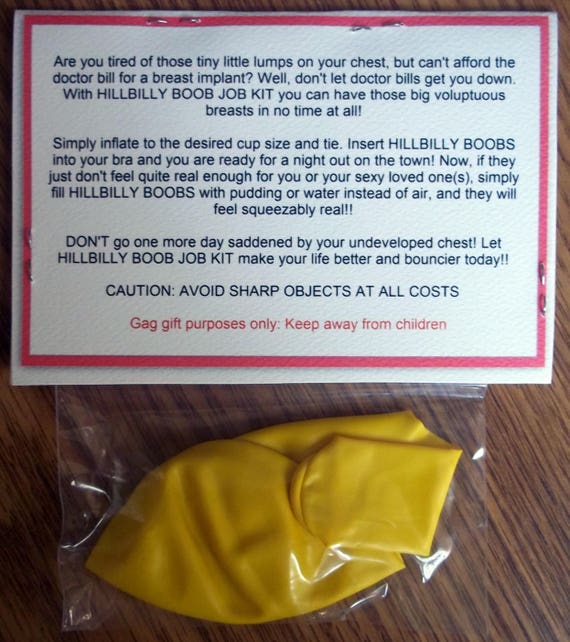 Are you tired of those tiny little lumps on your chest, but can't afford the
doctor bill for a breast implant? Well, don't let doctor bills get you down.
With HILLBILLY BOOB JOB KIT you can have those big voluptuous
breasts in no time at all!
Simply inflate to the desired cup size and tie. Insert HILLBILLY BOOBS
into your bra and you are ready for a night out on the town! Now, if they
just don't feel quite real enough for you or your sexy loved one(s), simply
fill HILLBILLY BOOBS with pudding or water instead of air, and they will
feel squeezably real!!
DON'T go one more day saddened by your undeveloped chest! Let
HILLBILLY BOOB JOB KIT make your life better and bouncier today!!
CAUTION: AVOID SHARP OBJECTS AT ALL COSTS
Gag gift purposes only: Keep away from children